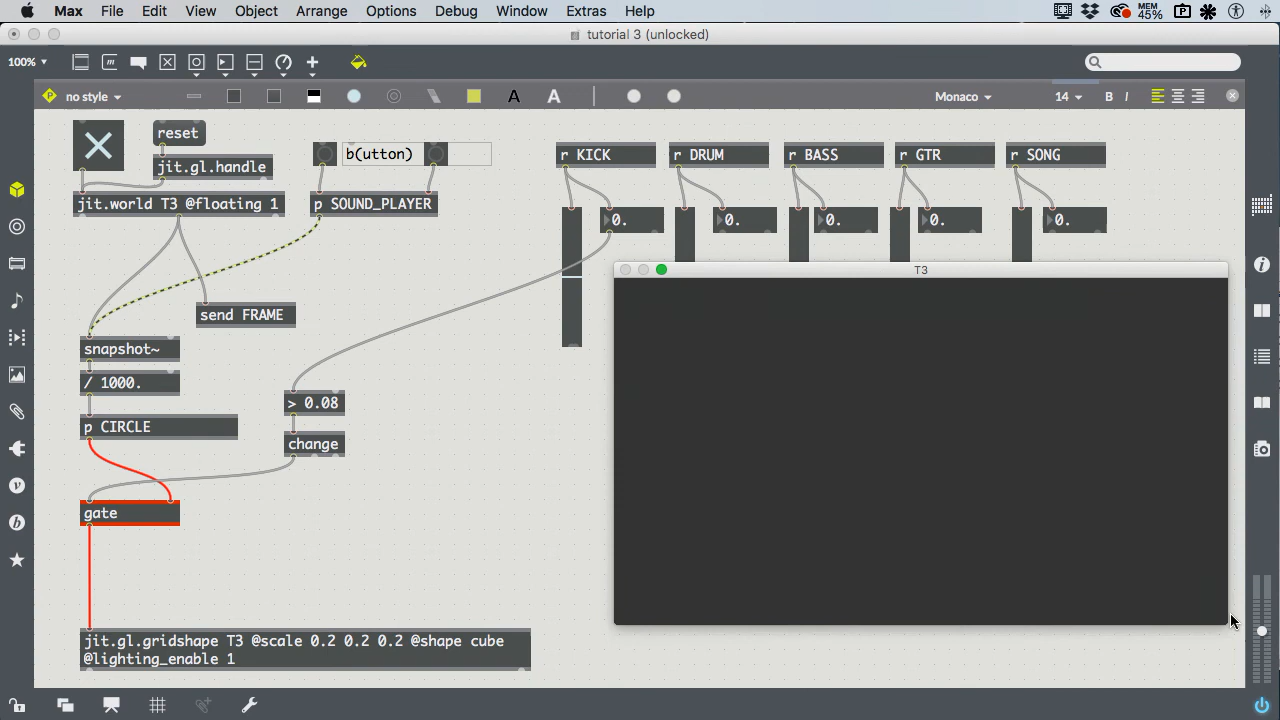 Max File Edit View Object Arrange Options Debug Window Extras Help MEM 45%
tutorial 3 (unlocked)
100%
no style A A Monaco 14 B I
reset
jit.gl.handle
b(utton)
r KICK r DRUM r BASS r GTR r SONG
jit.world T3 @floating 1 p SOUND_PLAYER
0. 0. 0. 0. 0.
T3
send FRAME
snapshot~
/ 1000.
> 0.08
p CIRCLE
change
gate
jit.gl.gridshape T3 @scale 0.2 0.2 0.2 @shape cube
@lighting_enable 1